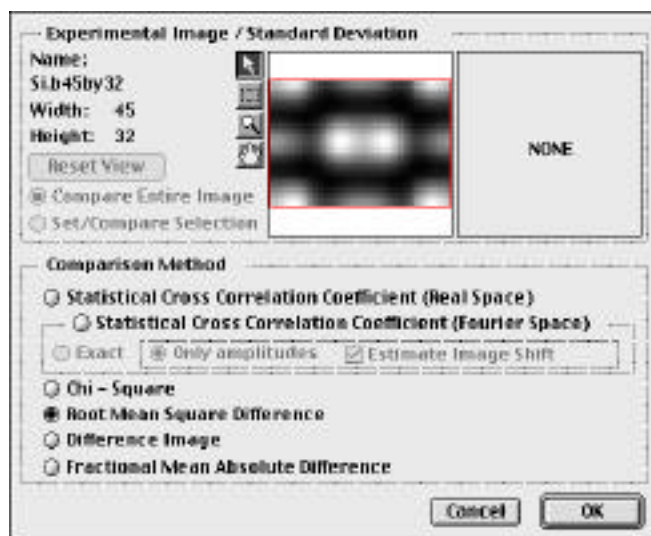 Experimental Image / Standard Deviation
Name:
Si.b45by32
Width: 45
Height: 32
Reset View
Compare Entire Image
Set/Compare Selection
NONE
Comparison Method
Statistical Cross Correlation Coefficient (Real Space)
Statistical Cross Correlation Coefficient (Fourier Space)
Exact
Only amplitudes
Estimate Image Shift
Chi - Square
Root Mean Square Difference
Difference Image
Fractional Mean Absolute Difference
Cancel
OK